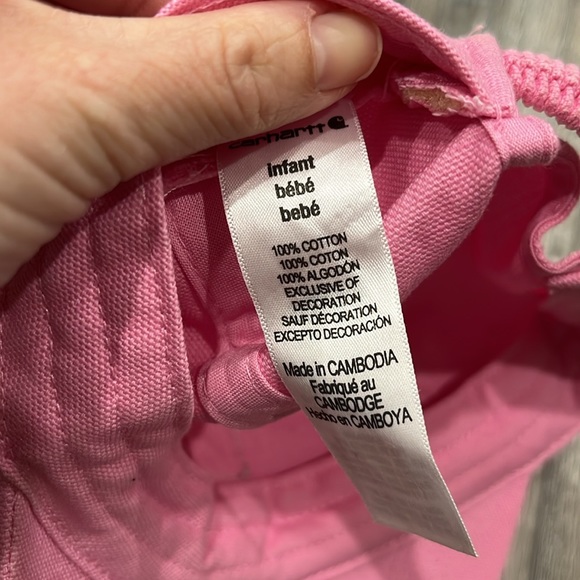 carhartt
infant
bébé
bebé
100% COTTON
100% COTON
100% ALGODÓN
EXCLUSIVE OF
DECORATION
SAUF DÉCORATION
EXCEPTO DECORACIÓN
Made in CAMBODIA
Fabriqué au
CAMBODGE
Hecho en CAMBOYA